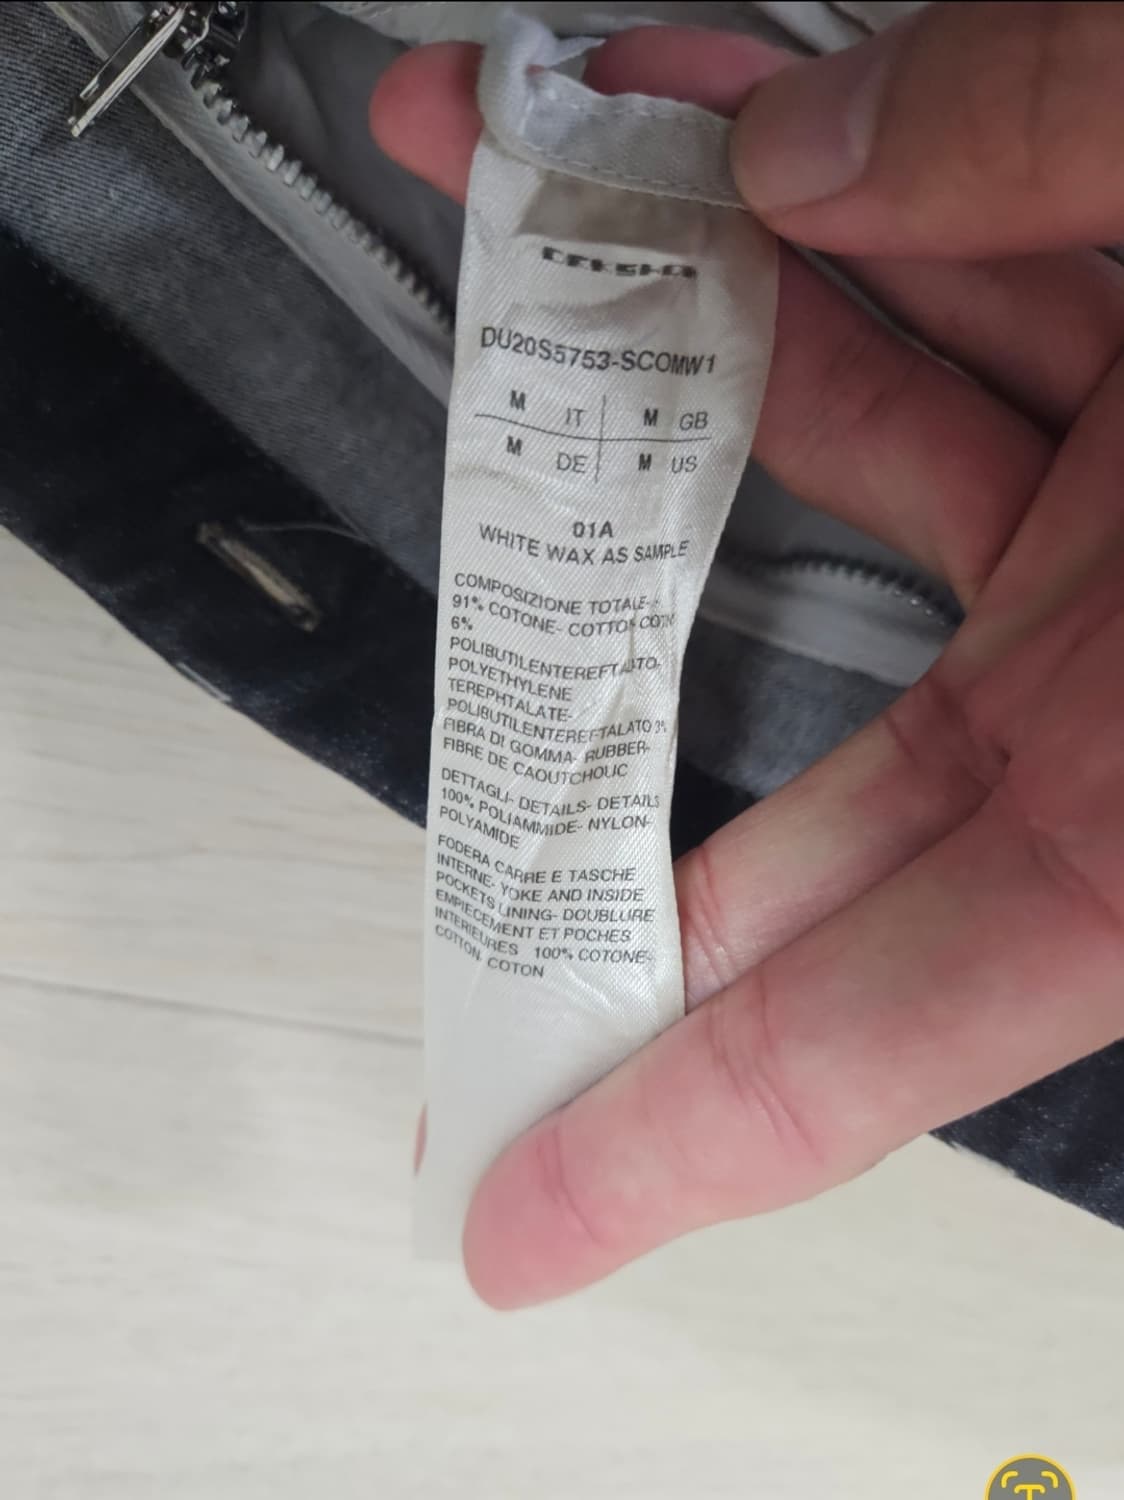 DRKSHDW
DU20S5753-SCOMW1
M IT M GB
M DE M US
01A
WHITE WAX AS SAMPLE
COMPOSIZIONE TOTALE-
91% COTONE- COTTON
6%
POLIBUTILENTEREFTALATO-
POLYETHYLENE
TEREPHTALATE-
POLIBUTILENTEREFTALATO 3%
FIBRA DI GOMMA- RUBBER-
FIBRE DE CAOUTCHOUC
DETTAGLI- DETAILS- DETAILS
100% POLIAMMIDE- NYLON-
POLYAMIDE
FODERA CARRE E TASCHE
INTERNE- YOKE AND INSIDE
POCKETS LINING- DOUBLURE
EMPIECEMENT ET POCHES
INTERIEURES 100% COTONE-
COTTON COTON